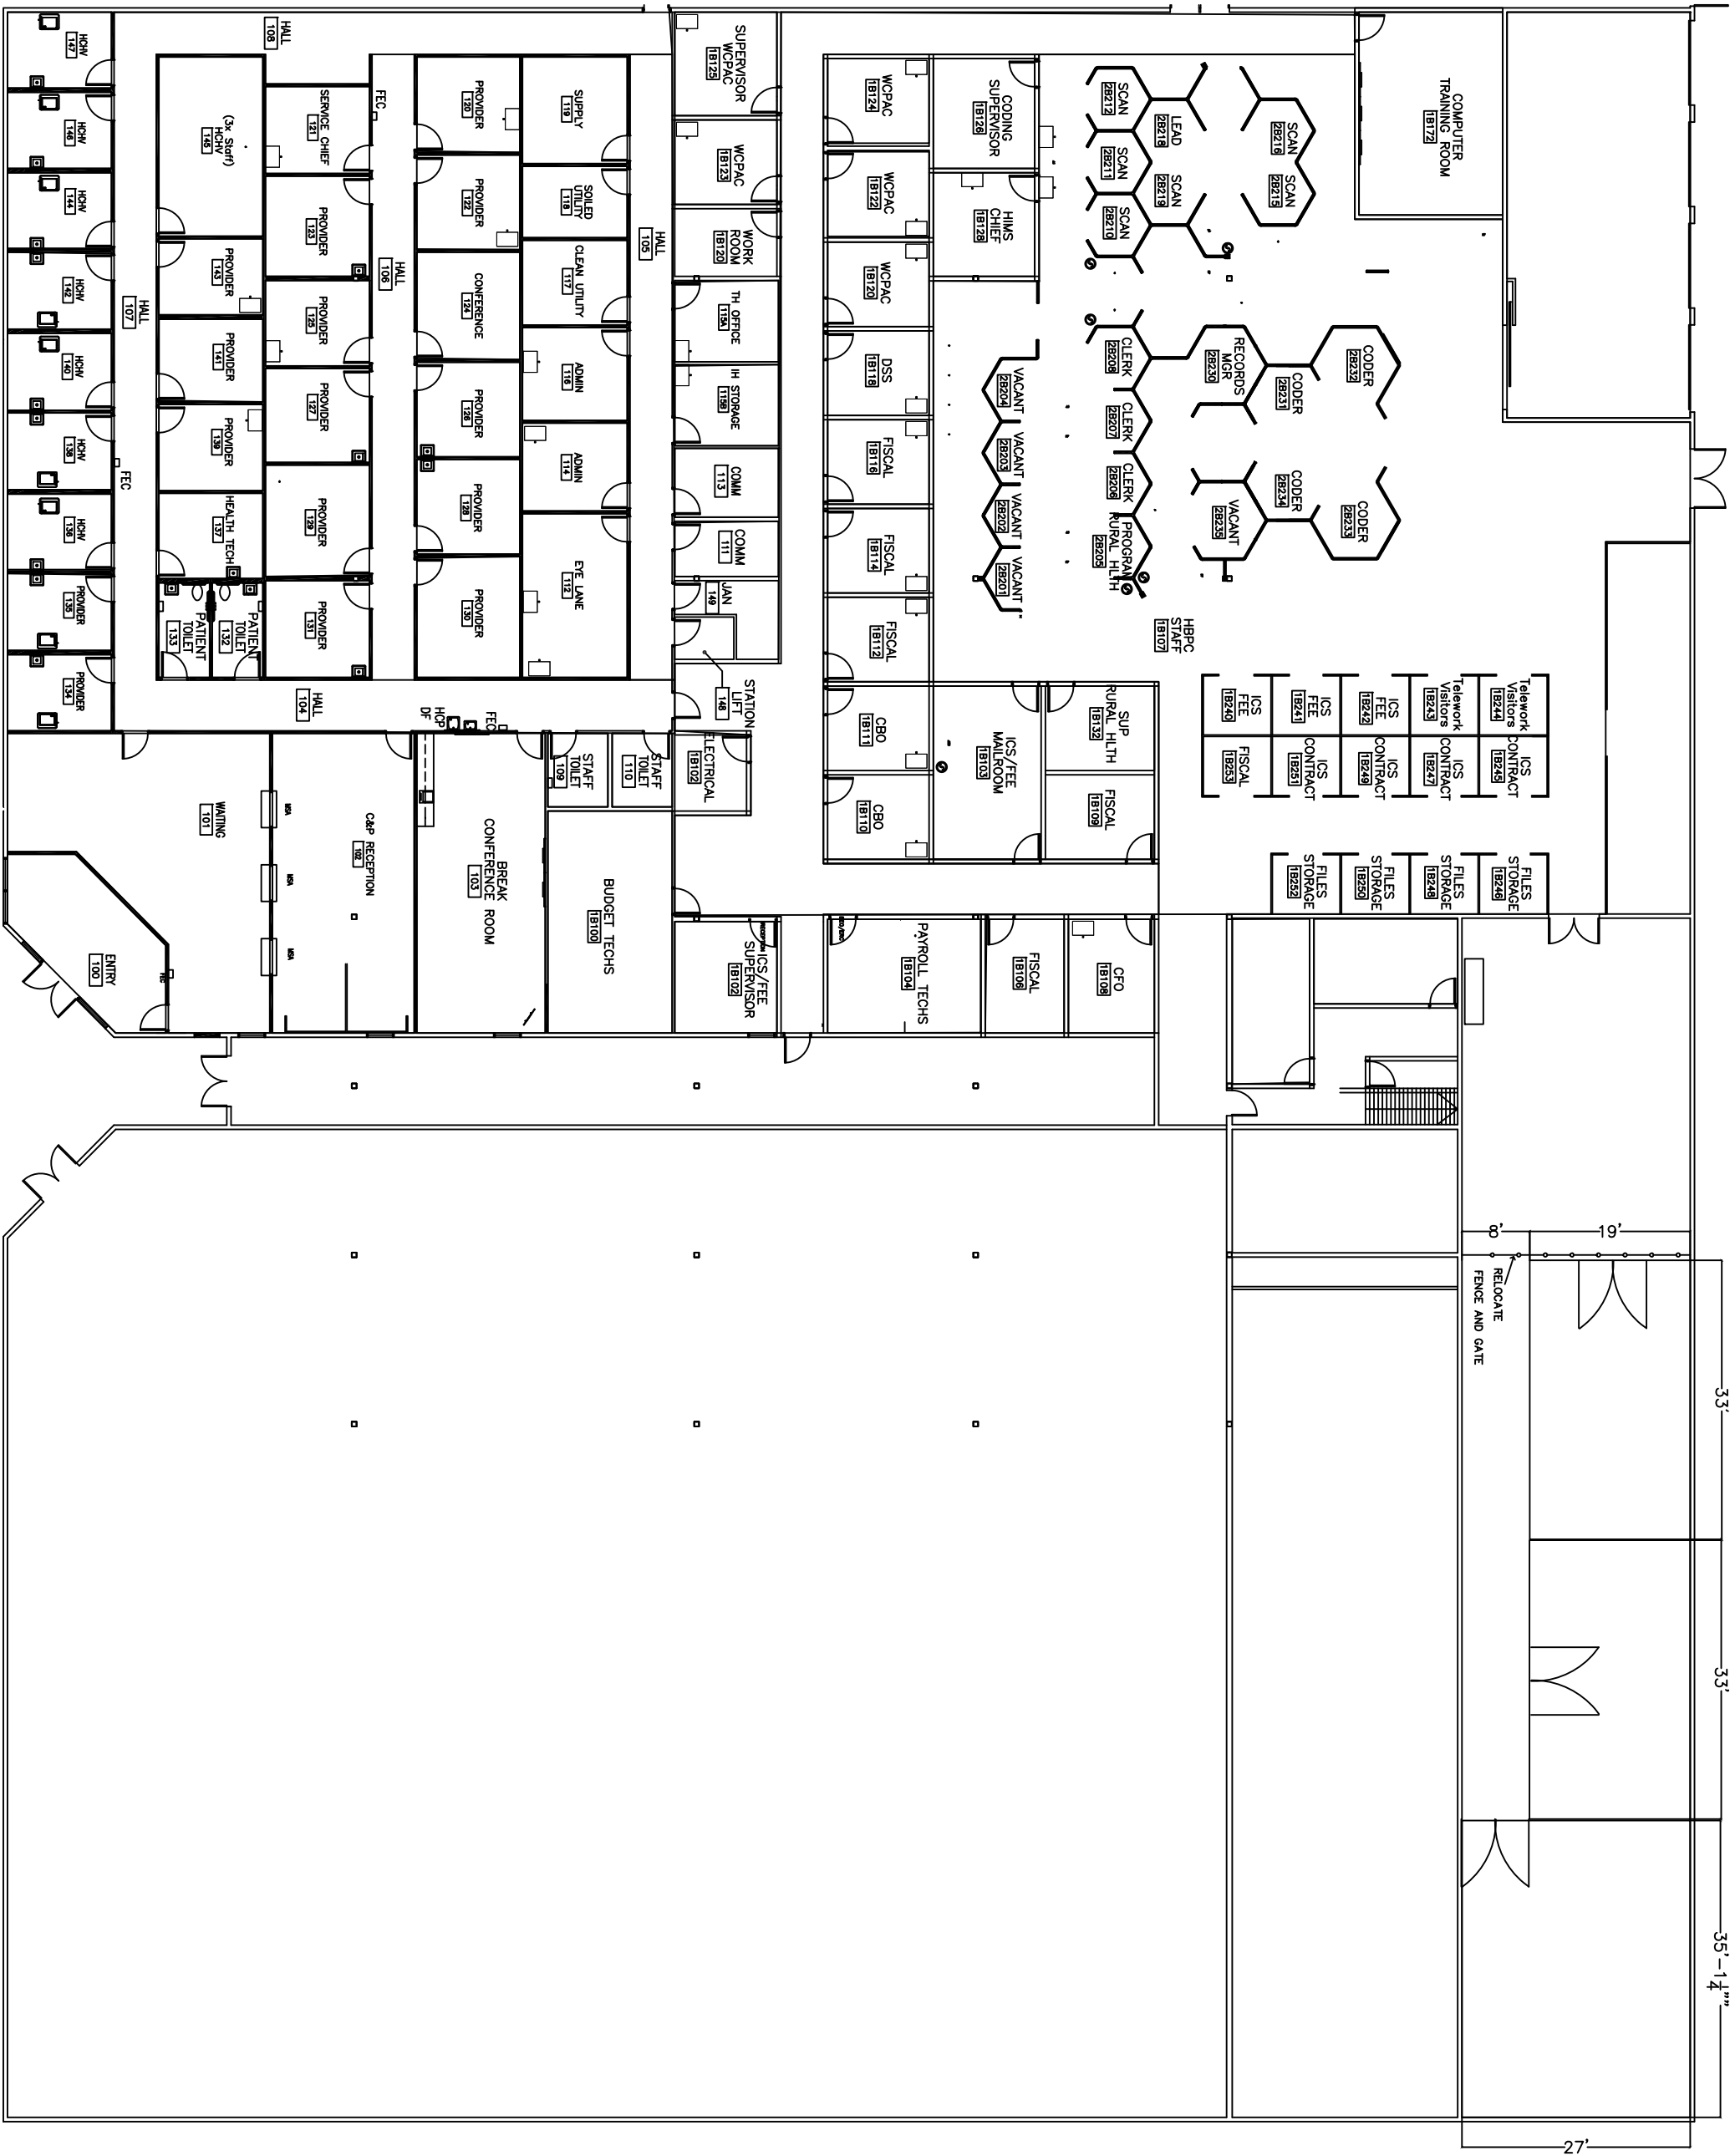 33'
33'
35'-1 1/4""
19'
8'
27'
RELOCATE
FENCE AND GATE
COMPUTER
TRAINING ROOM
1B172
Telework
Visitors
1B244
ICS
CONTRACT
1B245
FILES
STORAGE
1B246
Telework
Visitors
1B243
ICS
CONTRACT
1B247
FILES
STORAGE
1B248
ICS
FEE
1B242
ICS
CONTRACT
1B249
FILES
STORAGE
1B250
ICS
FEE
1B241
ICS
CONTRACT
1B251
FILES
STORAGE
1B252
ICS
FEE
1B240
FISCAL
1B253
CODER
2B232
CODER
2B233
SCAN
2B216
SCAN
2B215
CODER
2B231
CODER
2B234
RECORDS
MGR
2B230
VACANT
2B235
LEAD
2B218
SCAN
2B219
HBPC
STAFF
1B107
SCAN
2B212
SCAN
2B211
SCAN
2B210
CLERK
2B208
CLERK
2B207
CLERK
2B206
PROGRAM
RURAL HLTH
2B205
SUP
RURAL HLTH
1B132
FISCAL
1B109
CFO
1B108
CODING
SUPERVISOR
1B126
HIMS
CHIEF
1B128
VACANT
2B204
VACANT
2B203
VACANT
2B202
VACANT
2B201
ICS/FEE
MAILROOM
1B103
FISCAL
1B106
WCPAC
1B124
WCPAC
1B122
WCPAC
1B120
DSS
1B118
FISCAL
1B116
FISCAL
1B114
FISCAL
1B112
CBO
1B111
CBO
1B110
PAYROLL TECHS
1B104
SUPERVISOR
WCPAC
1B125
WCPAC
1B123
WORK
ROOM
1B120
TH OFFICE
115A
IH STORAGE
115B
COMM
113
COMM
111
JAN
149
STATION
LIFT
148
ELECTRICAL
1B102
RECEPTION
ICS/FEE
SUPERVISOR
1B102
HALL
105
SUPPLY
119
SOILED
UTILITY
118
CLEAN UTILITY
117
ADMIN
116
ADMIN
114
EYE LANE
112
STAFF
TOILET
110
STAFF
TOILET
109
BUDGET TECHS
1B100
PROVIDER
120
PROVIDER
122
CONFERENCE
124
PROVIDER
126
PROVIDER
128
PROVIDER
130
FEC
HCP
DF
BREAK
CONFERENCE ROOM
103
FEC
HALL
106
SERVICE CHIEF
121
PROVIDER
123
PROVIDER
125
PROVIDER
127
PROVIDER
129
PROVIDER
131
HALL
104
C&P RECEPTION
102
MSA
MSA
MSA
HALL
108
(3x Staff)
HCHV
145
PROVIDER
143
PROVIDER
141
PROVIDER
139
HEALTH TECH
137
PATIENT
TOILET
132
PATIENT
TOILET
133
WAITING
101
FEC
HALL
107
FEC
ENTRY
100
HCHV
147
HCHV
146
HCHV
144
HCHV
142
HCHV
140
HCHV
138
HCHV
136
PROVIDER
135
PROVIDER
134